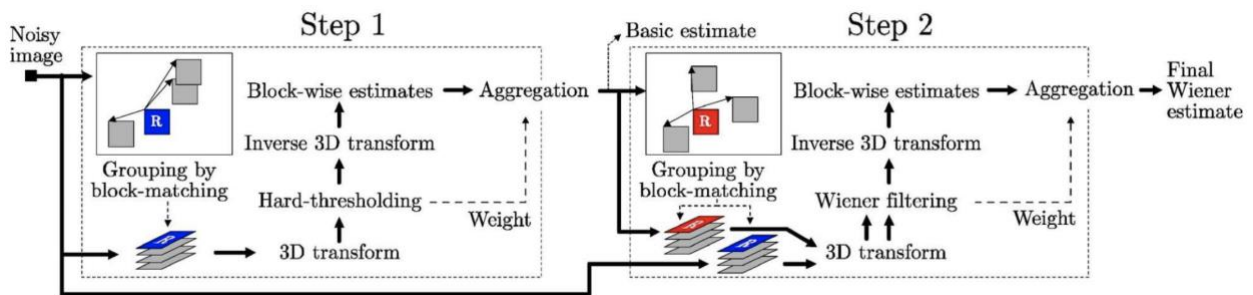 Step 1
Step 2
Noisy
image
Basic estimate
R
Block-wise estimates
Aggregation
Inverse 3D transform
Grouping by
block-matching
Hard-thresholding
Weight
3D transform
R
R
Block-wise estimates
Aggregation
Final
Wiener
estimate
Inverse 3D transform
Grouping by
block-matching
Wiener filtering
Weight
R
R
3D transform